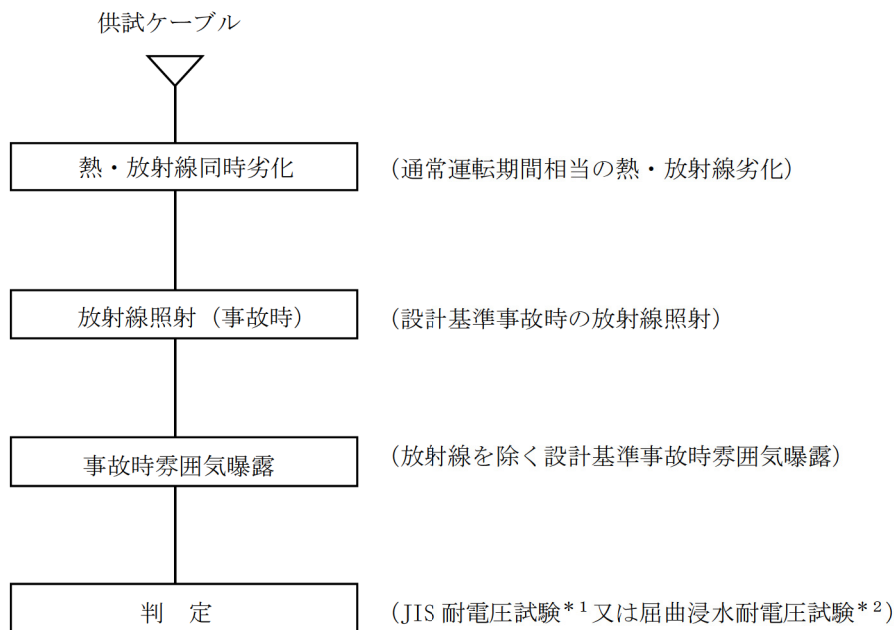 供試ケーブル
熱・放射線同時劣化 (通常運転期間相当の熱・放射線劣化)
放射線照射(事故時) (設計基準事故時の放射線照射)
事故時雰囲気曝露 (放射線を除く設計基準事故時雰囲気曝露)
判 定 (JIS 耐電圧試験*1又は屈曲浸水耐電圧試験*2)